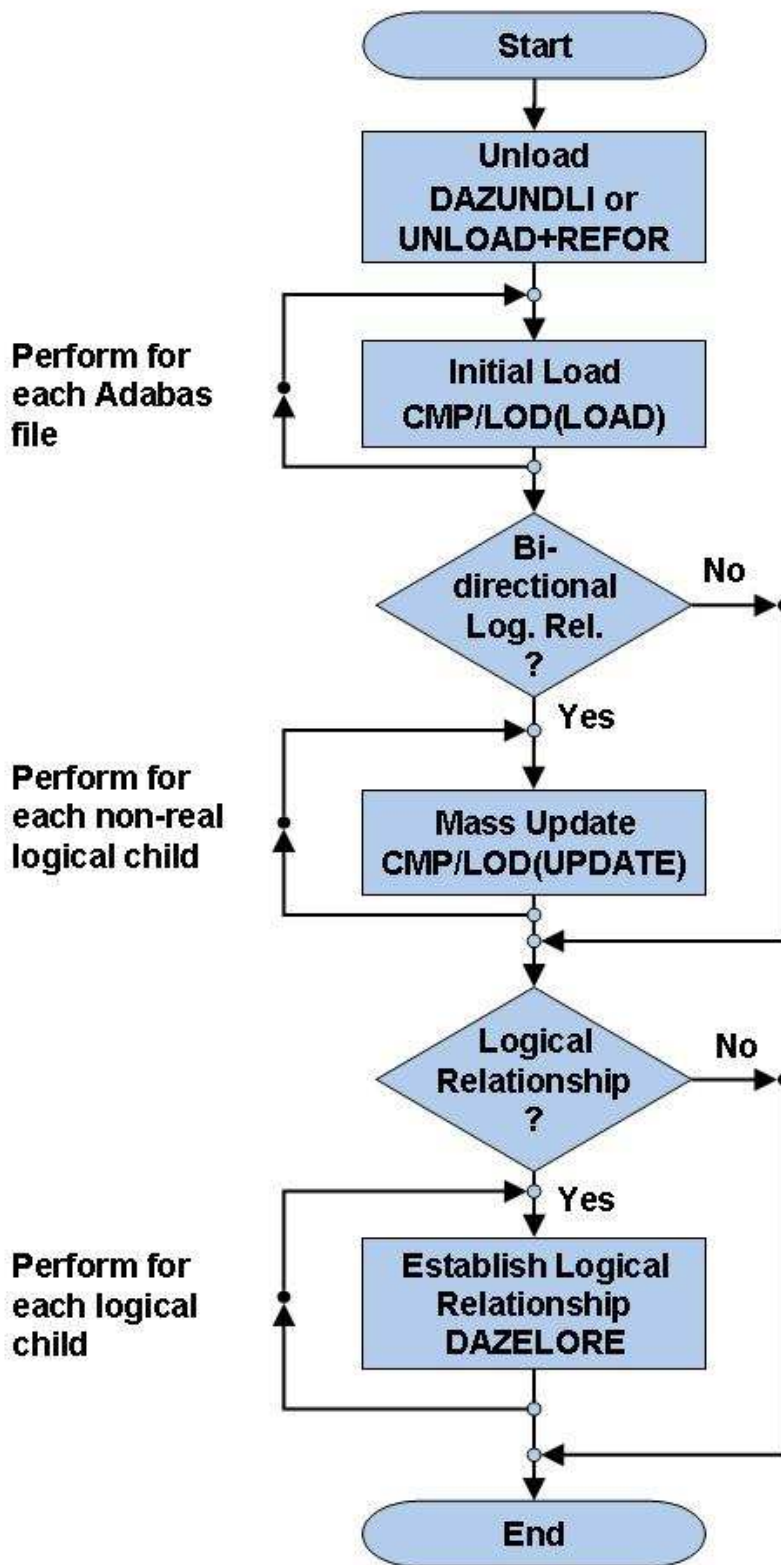 Start
Unload
DAZUNDLI or
UNLOAD+REFOR
Perform for
each Adabas
file
Initial Load
CMP/LOD(LOAD)
Bi-
directional
Log. Rel.
?
No
Yes
Perform for
each non-real
logical child
Mass Update
CMP/LOD(UPDATE)
Logical
Relationship
?
No
Yes
Perform for
each logical
child
Establish Logical
Relationship
DAZELORE
End